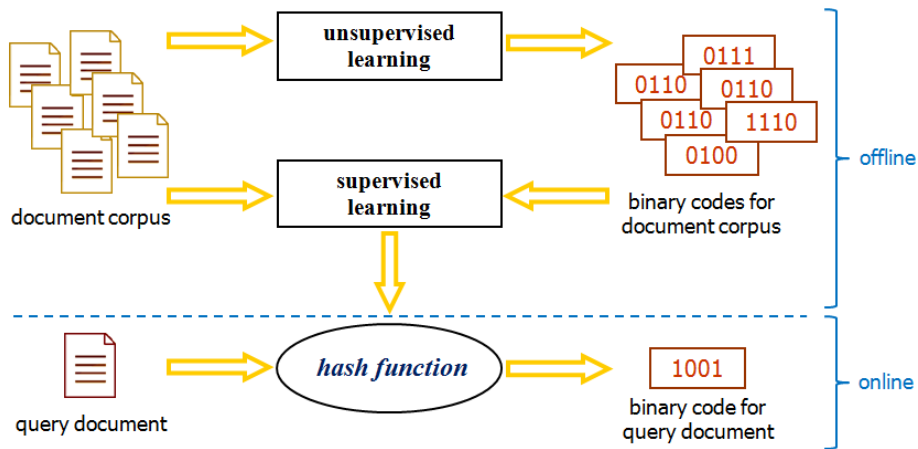 unsupervised
learning
0111
0110
0110
0110
1110
0100
document corpus
supervised
learning
binary codes for
document corpus
offline
hash function
1001
query document
binary code for
query document
online